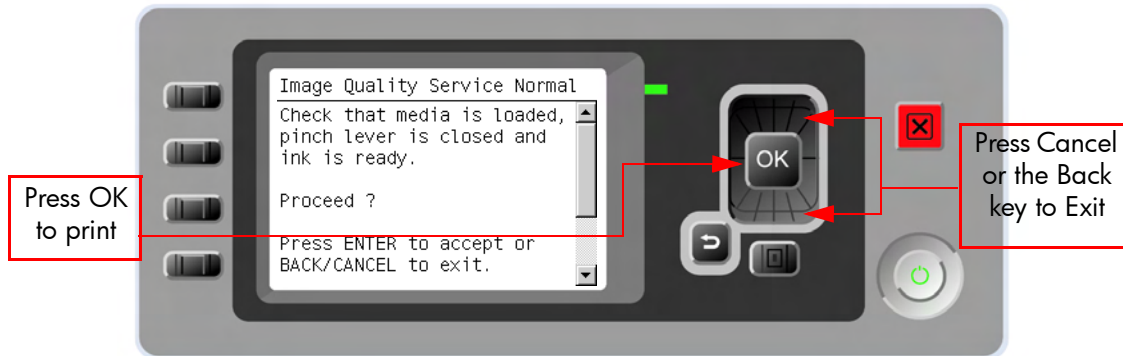 Image Quality Service Normal
Check that media is loaded,
pinch lever is closed and
ink is ready.
Proceed ?
Press ENTER to accept or
BACK/CANCEL to exit.
Press OK
to print
OK
Press Cancel
or the Back
key to Exit